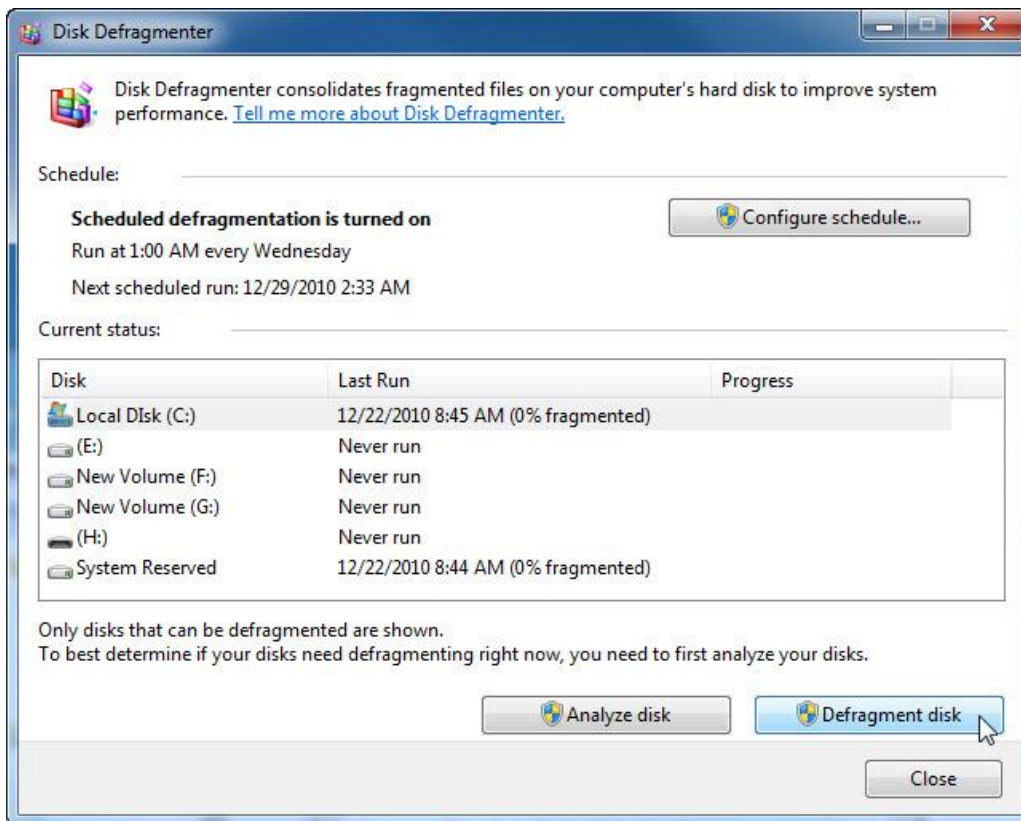 Disk Defragmenter
Disk Defragmenter consolidates fragmented files on your computer's hard disk to improve system
performance. Tell me more about Disk Defragmenter.
Schedule:
Scheduled defragmentation is turned on
Configure schedule...
Run at 1:00 AM every Wednesday
Next scheduled run: 12/29/2010 2:33 AM
Current status:
Disk Last Run Progress
Local DIsk (C:) 12/22/2010 8:45 AM (0% fragmented)
(E:) Never run
New Volume (F:) Never run
New Volume (G:) Never run
(H:) Never run
System Reserved 12/22/2010 8:44 AM (0% fragmented)
Only disks that can be defragmented are shown.
To best determine if your disks need defragmenting right now, you need to first analyze your disks.
Analyze disk Defragment disk
Close